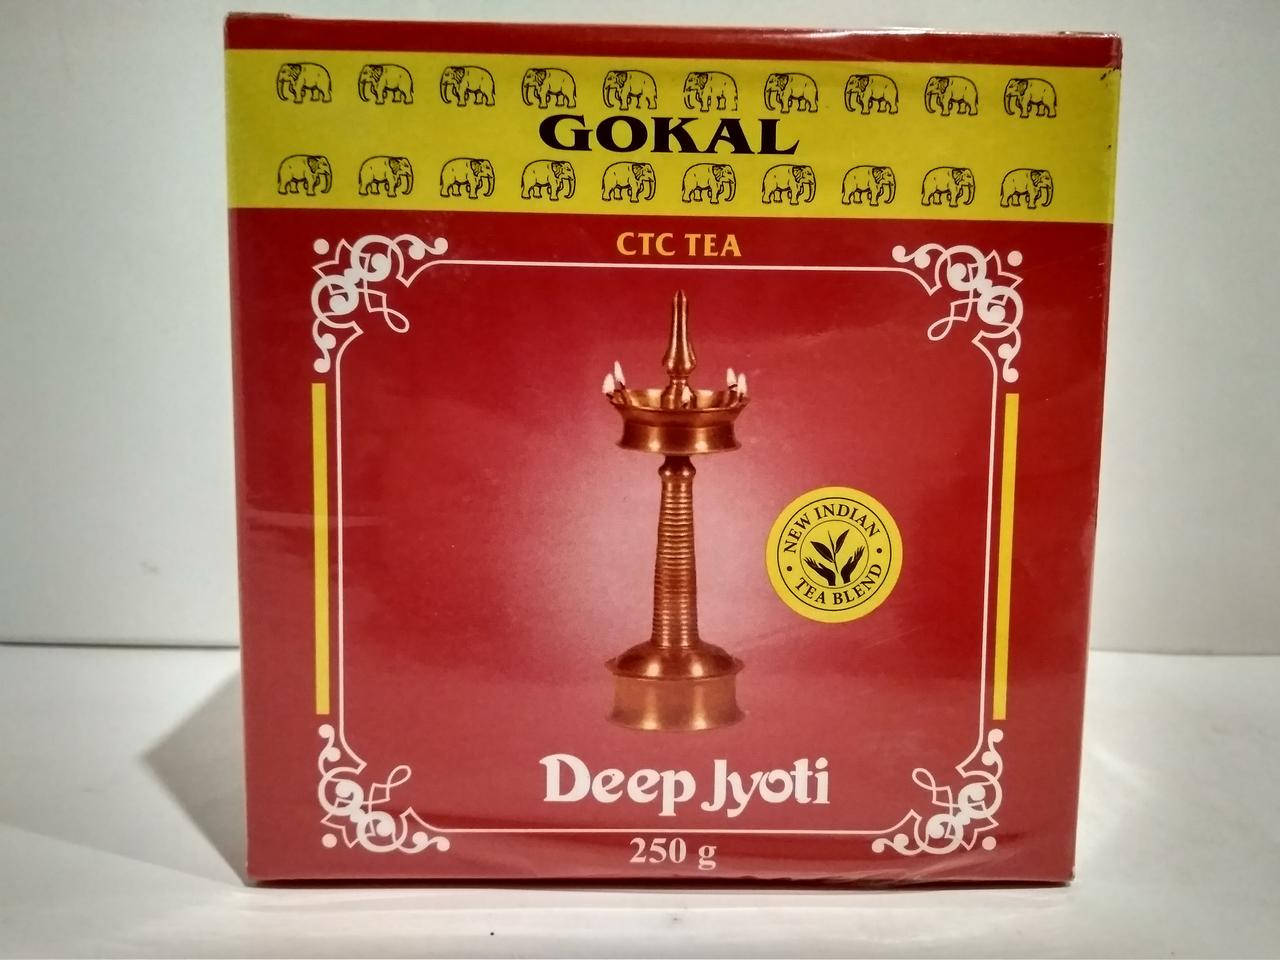 GOKAL
CTC TEA
NEW INDIAN
TEA BLEND
Deep Jyoti
250 g